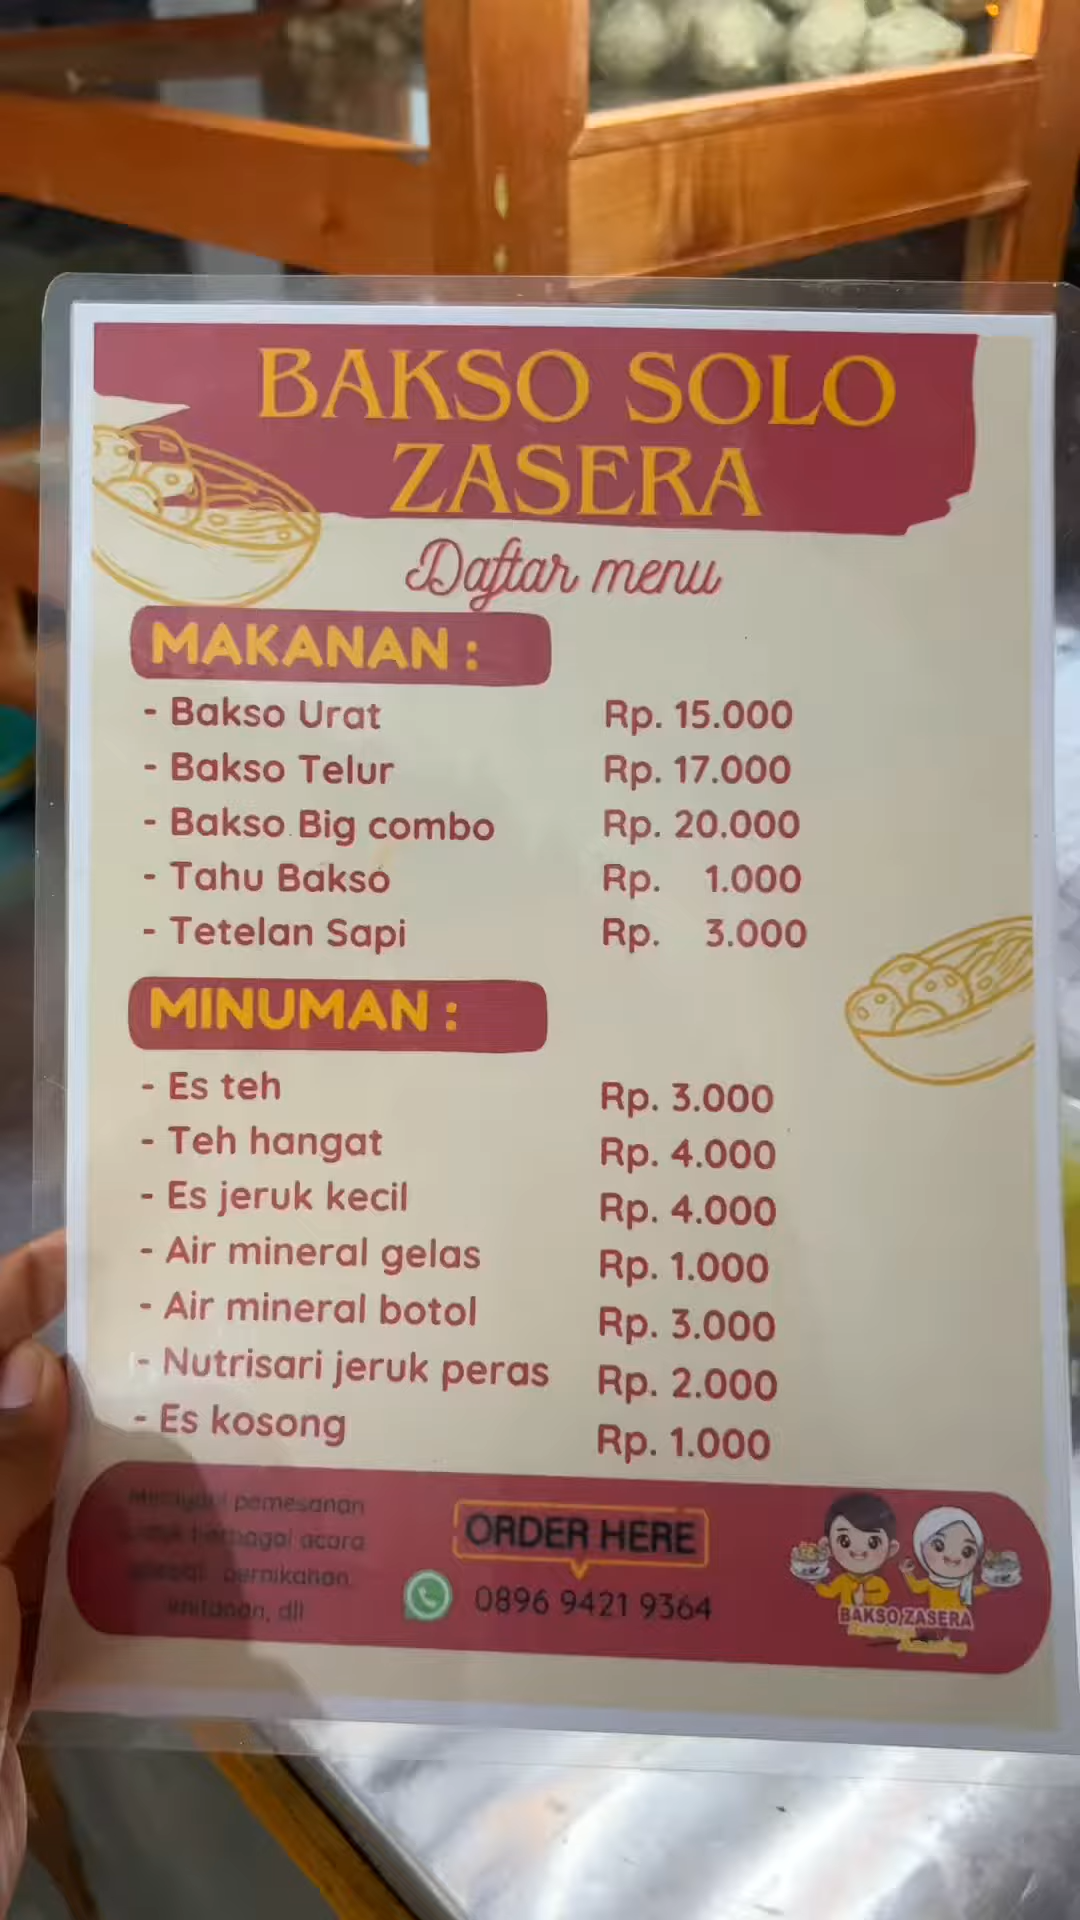 BAKSO SOLO
ZASERA
Daftar menu
MAKANAN :
- Bakso Urat Rp. 15.000
- Bakso Telur Rp. 17.000
- Bakso Big combo Rp. 20.000
- Tahu Bakso Rp. 1.000
- Tetelan Sapi Rp. 3.000
MINUMAN :
- Es teh Rp. 3.000
- Teh hangat Rp. 4.000
- Es jeruk kecil Rp. 4.000
- Air mineral gelas Rp. 1.000
- Air mineral botol Rp. 3.000
- Nutrisari jeruk peras Rp. 2.000
- Es kosong Rp. 1.000
pemesanan
acara
pernikahan,
dll
ORDER HERE
0896 9421 9364
BAKSO ZASERA